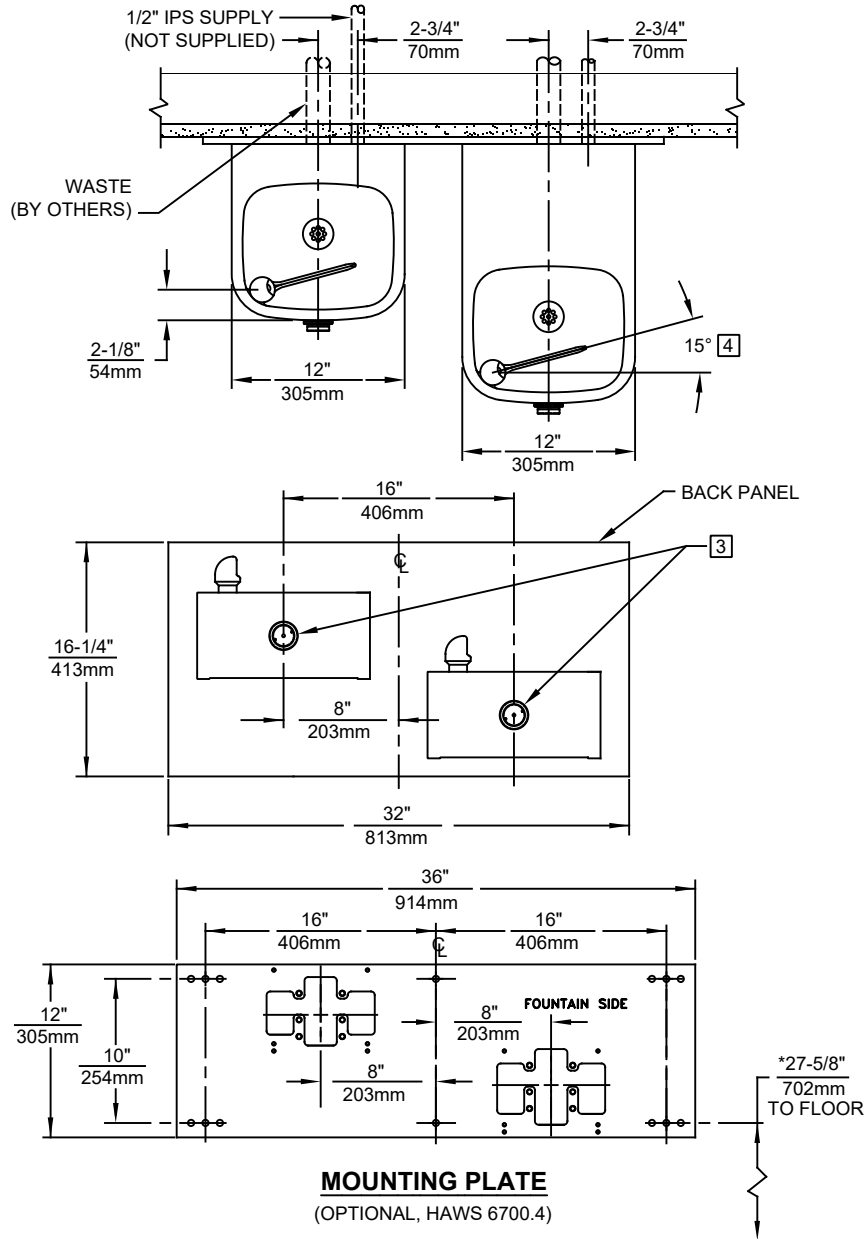 1/2" IPS SUPPLY
(NOT SUPPLIED)
2-3/4"
70mm
2-3/4"
70mm
WASTE
(BY OTHERS)
2-1/8"
54mm
12"
305mm
15° 4
12"
305mm
16"
406mm
BACK PANEL
3
℄
16-1/4"
413mm
8"
203mm
32"
813mm
36"
914mm
16"
406mm
℄
16"
406mm
12"
305mm
10"
254mm
8"
203mm
FOUNTAIN SIDE
8"
203mm
*27-5/8"
702mm
TO FLOOR
MOUNTING PLATE
(OPTIONAL, HAWS 6700.4)